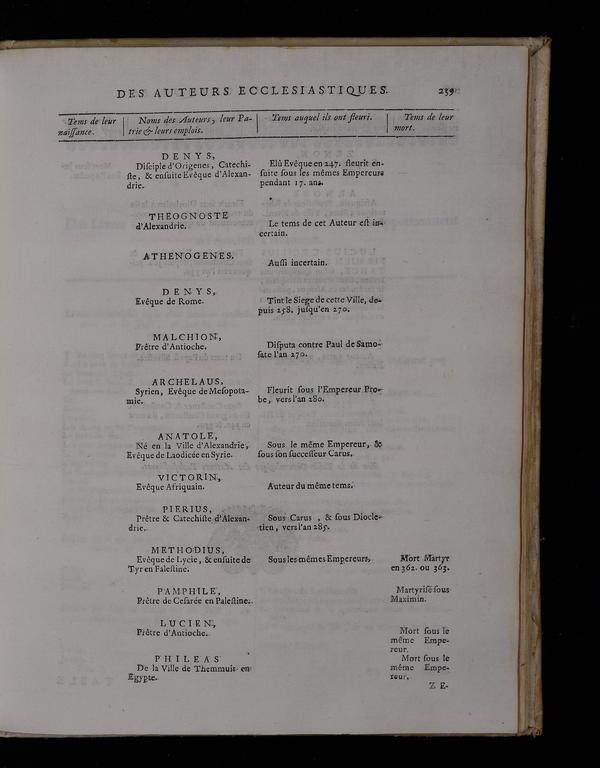 DES AUTEURS ECCLESIASTIQUES. 259
Tems de leur naissance. | Noms des Auteurs, leur Pa- | Tems auquel ils ont fleuri. | Tems de leur
trie & leurs emplois. | mort.
DENYS,
Disciple d'Origenes, Catechi- Elû Evêque en 247. fleurit en-
ste, & ensuite Evêque d'Alexan- suite sous les mêmes Empereurs
drie. pendant 17. ans.
THEOGNOSTE
d'Alexandrie. Le tems de cet Auteur est in-
certain.
ATHENOGENES.
Aussi incertain.
DENYS,
Evêque de Rome. Tint le Siege de cette Ville, de-
puis 258. jusqu'en 270.
MALCHION,
Prêtre d'Antioche. Disputa contre Paul de Samo-
sate l'an 270.
ARCHELAUS,
Syrien, Evêque de Mesopota- Fleurit sous l'Empereur Pro-
mie. be, vers l'an 280.
ANATOLE,
Né en la Ville d'Alexandrie, Sous le même Empereur, &
Evêque de Laodicée en Syrie. sous son successeur Carus.
VICTORIN,
Evêque Afriquain. Auteur du même tems.
PIERIUS,
Prêtre & Catechiste d'Alexan- Sous Carus , & sous Diocle-
drie. tien, vers l'an 285.
METHODIUS,
Evêque de Lycie, & ensuite de Sous les mêmes Empereurs, Mort Martyr
Tyr en Palestine. en 362. ou 363.
PAMPHILE,
Prêtre de Cesarée en Palestine. Martyrisé sous
Maximin.
LUCIEN,
Prêtre d'Antioche. Mort sous le
même Empe-
reur.
PHILEAS
De la Ville de Themmuis en Mort sous le
Egypte. même Empe-
reur.
Z E-